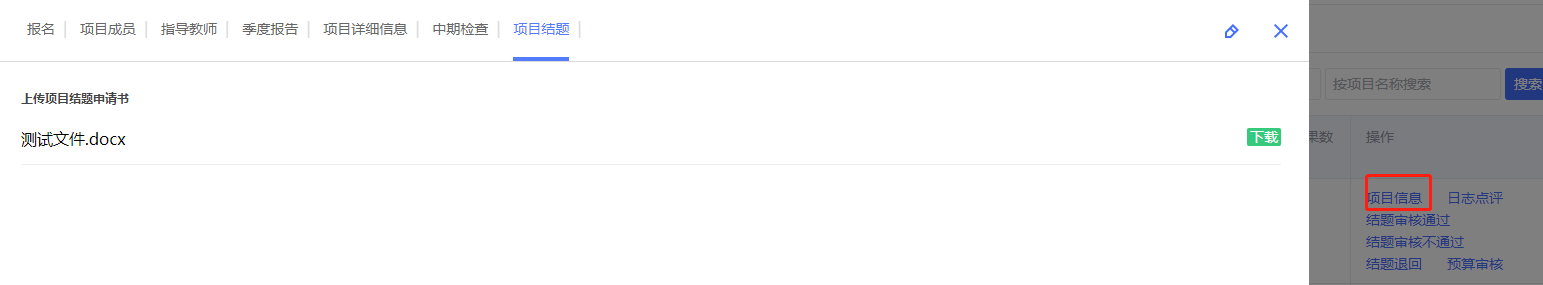 报名 项目成员 指导教师 季度报告 项目详细信息 中期检查 项目结题
上传项目结题申请书
测试文件.docx 下载
按项目名称搜索 搜索
果数 操作
项目信息 日志点评
结题审核通过
结题审核不通过
结题退回 预算审核